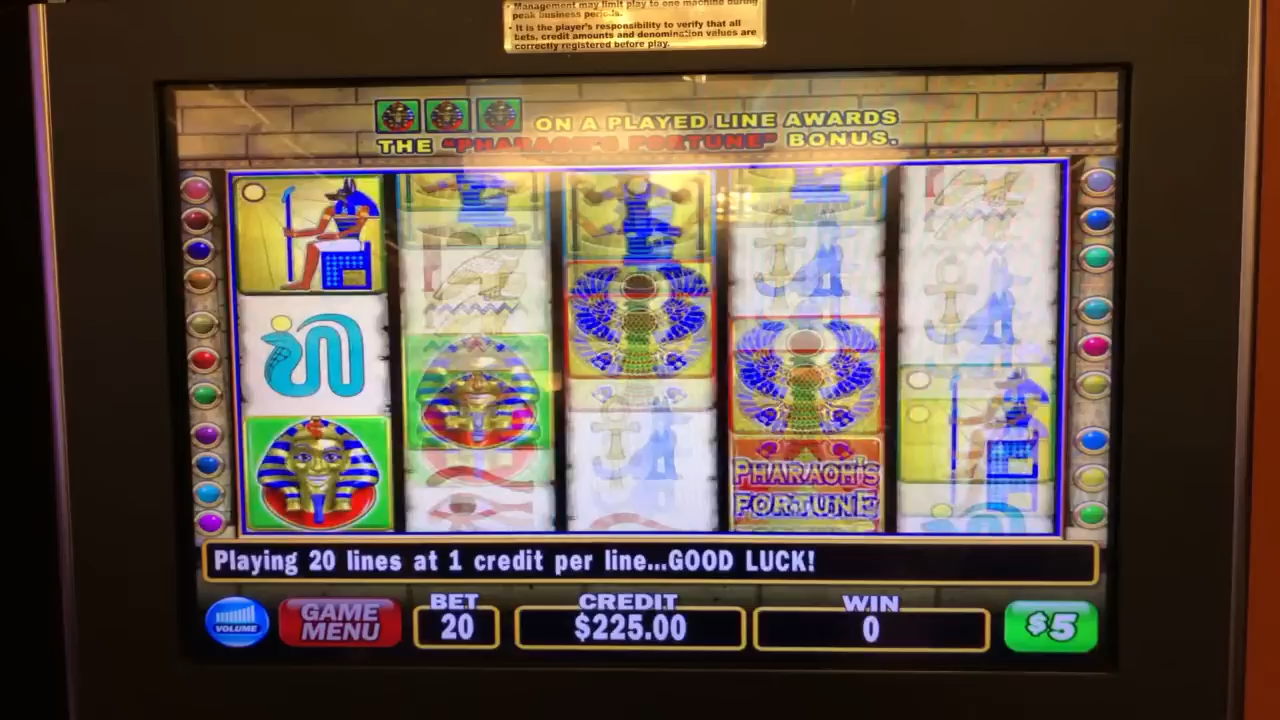 • Management may limit play to one machine during
peak business periods.
• It is the player's responsibility to verify that all
bets, credit amounts and denomination values are
correctly registered before play.
ON A PLAYED LINE AWARDS
THE "PHARAOH'S FORTUNE" BONUS.
PHARAOH'S
FORTUNE
Playing 20 lines at 1 credit per line...GOOD LUCK!
VOLUME
GAME
MENU
BET
20
CREDIT
$225.00
WIN
0
$5